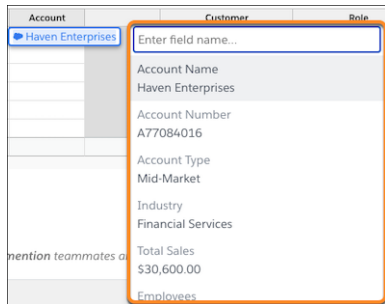 Account Customer Role
Haven Enterprises
Enter field name...
Account Name
Haven Enterprises
Account Number
A77084016
Account Type
Mid-Market
Industry
Financial Services
Total Sales
$30,600.00
Employees
mention teammates a